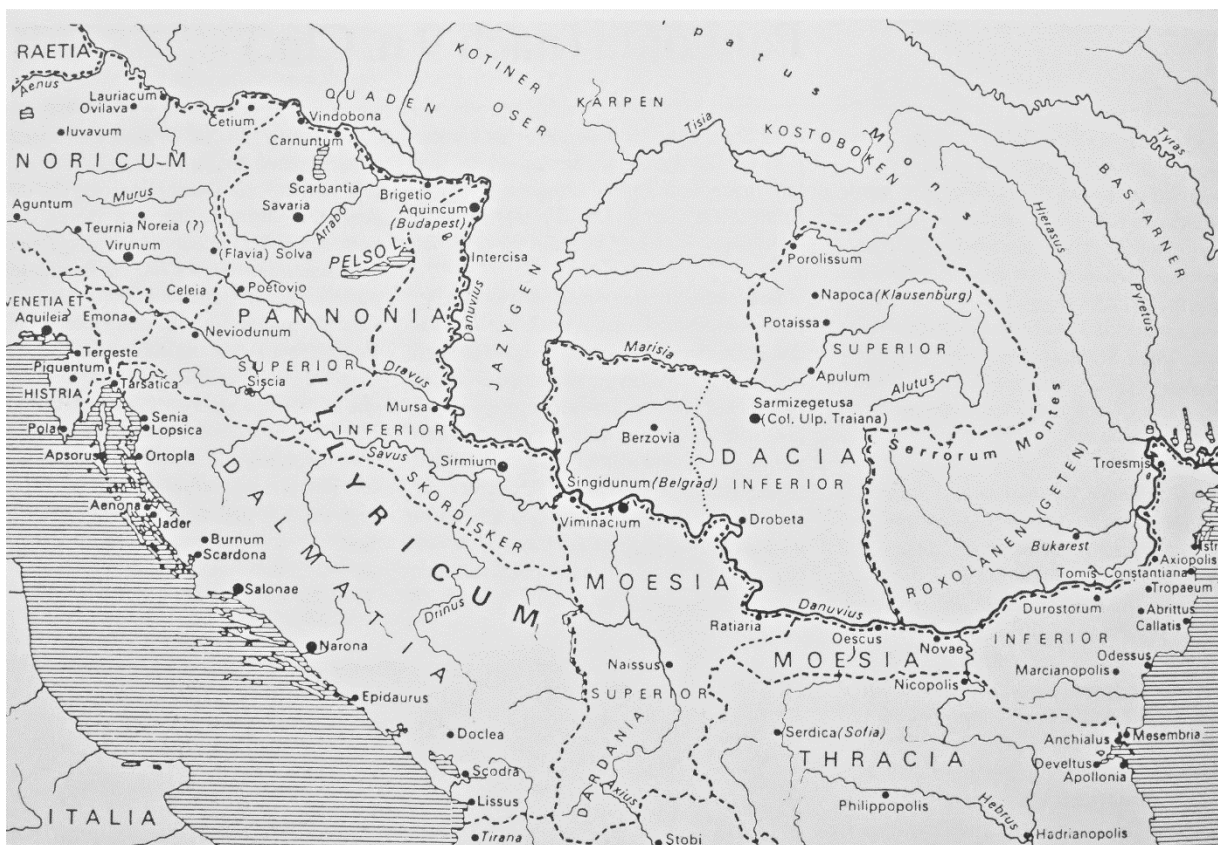 RAETIA
Aenus
Lauriacum
Ovilava
Iuvavum
NORICUM
Cetium
QUADEN
Vindobona
Carnuntum
KOTINER
OSER
KARPEN
patus
Mons
KOSTOBOKEN
Tisia
Tyras
BASTARNER
Hierasus
Pyretus
Murus
Aguntum
Teurnia
Noreia (?)
Virunum
Scarbantia
Savaria
Arrabo
Brigetio
Aquincum
(Budapest)
(Flavia) Solva
PELSO L.
Intercisa
Danuvius
JAZYGEN
Porolissum
Napoca (Klausenburg)
Potaissa
SUPERIOR
Apulum
Alutus
Marisia
Sarmizegetusa
(Col. Ulp. Traiana)
Berzovia
DACIA
INFERIOR
Drobeta
Serrorum Montes
ROXOLANEN (GETEN)
Bukarest
Troesmis
Istr
Axiopolis
Tomis-Constantiana
Tropaeum
Durostorum
Abrittus
Callatis
VENETIA ET
Aquileia
Celeia
Emona
Poetovio
PANNONIA
Neviodunum
SUPERIOR
Siscia
Dravus
Mursa
INFERIOR
Tergeste
Piquentum
HISTRIA
Tarsatica
Pola
Senia
Lopsica
Apsorus
Ortopla
Aenona
Jader
Burnum
Scardona
Salonae
Narona
DALMATIA
ILLYRICUM
Savus
SKORDISKER
Sirmium
Singidunum (Belgrad)
Viminacium
Drinus
MOESIA
SUPERIOR
Naissus
DARDANIA
Axius
Ratiaria
Danuvius
Oescus
Novae
MOESIA
INFERIOR
Nicopolis
Marcianopolis
Odessus
Epidaurus
Doclea
Scodra
Lissus
Tirana
Stobi
Serdica (Sofia)
THRACIA
Philippopolis
Hebrus
Hadrianopolis
Anchialus
Mesembria
Develtus
Apollonia
ITALIA